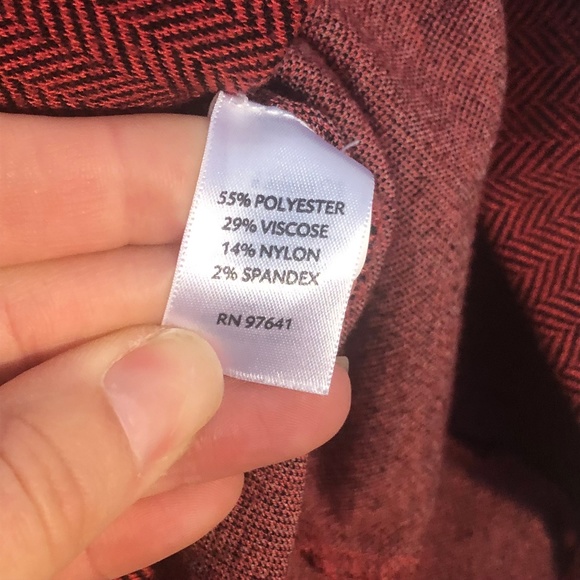 55% POLYESTER
29% VISCOSE
14% NYLON
2% SPANDEX
RN 97641